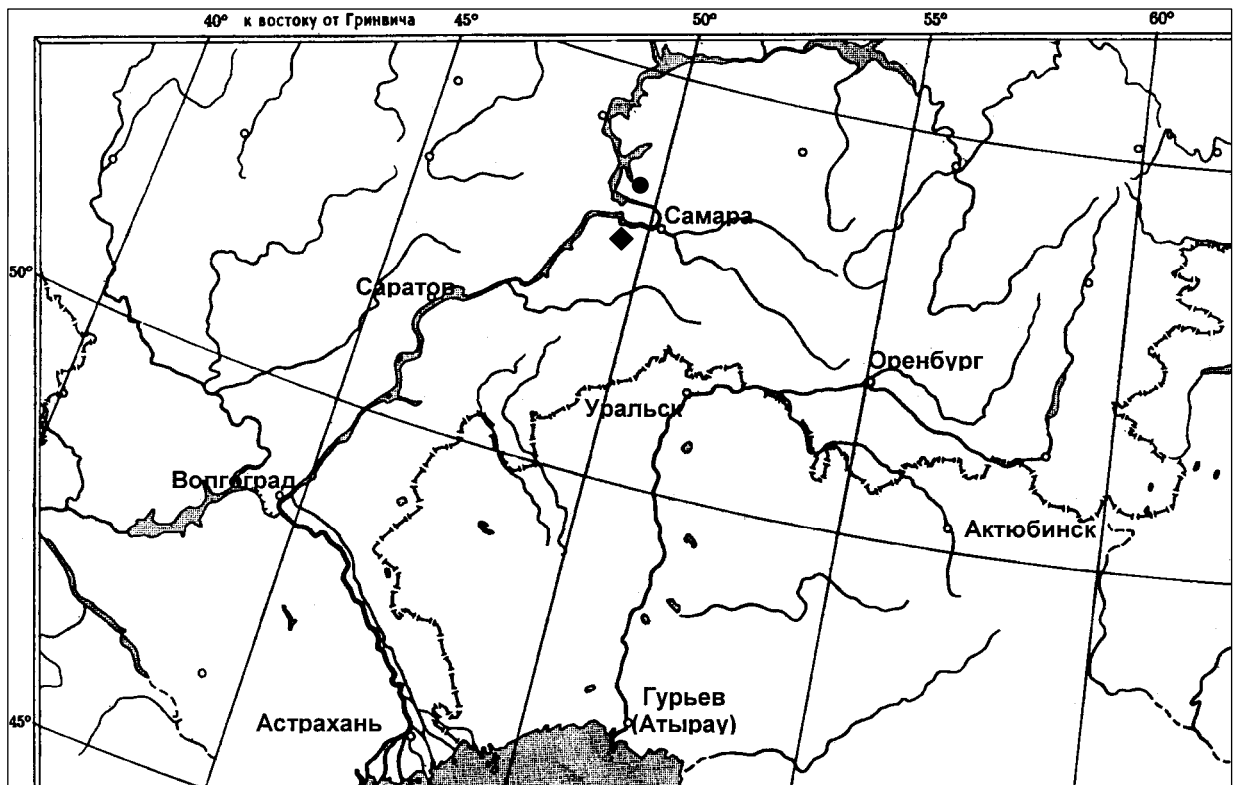 40° к востоку от Гринвича 45° 50° 55° 60°
Самара
50°
Саратов
Оренбург
Уральск
Волгоград
Актюбинск
Гурьев
(Атырау)
Астрахань
45°